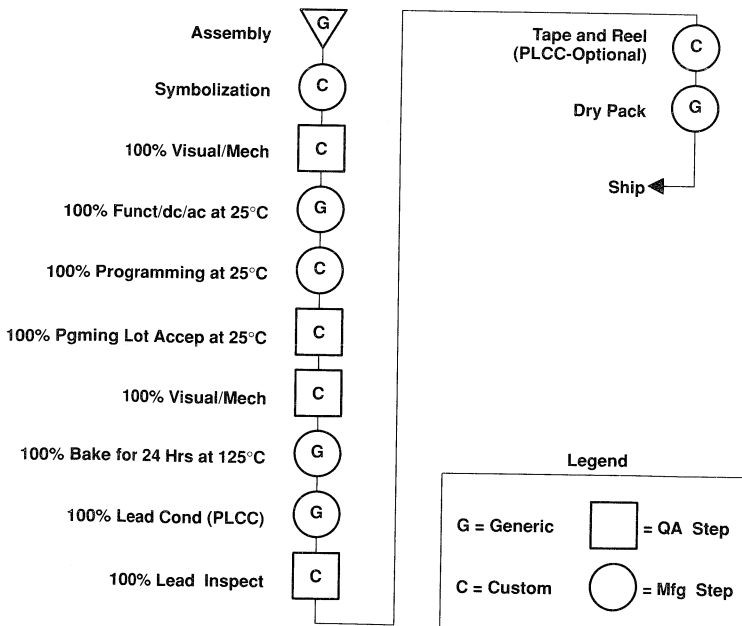 Assembly
G
Symbolization
C
100% Visual/Mech
C
100% Funct/dc/ac at 25°C
G
100% Programming at 25°C
C
100% Pgming Lot Accep at 25°C
C
100% Visual/Mech
C
100% Bake for 24 Hrs at 125°C
G
100% Lead Cond (PLCC)
G
100% Lead Inspect
C
Tape and Reel
(PLCC-Optional)
C
Dry Pack
G
Ship
Legend
G = Generic
= QA Step
C = Custom
= Mfg Step